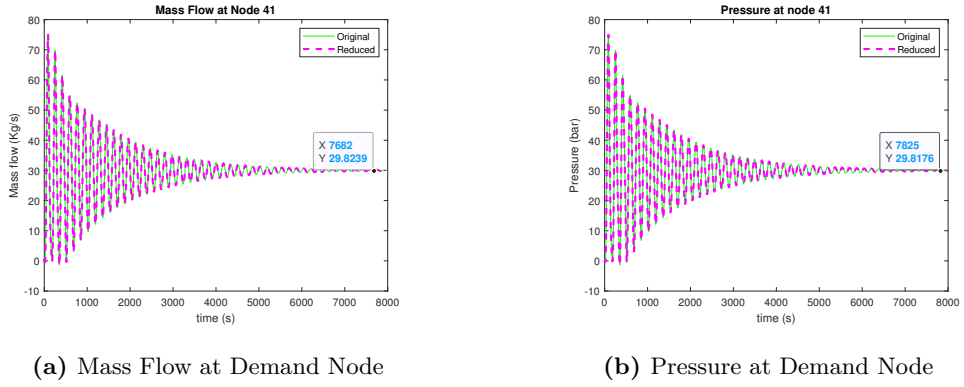 Mass Flow at Node 41
80
70
60
50
40
30
20
10
0
-10
Mass flow (Kg/s)
Original
Reduced
X 7682
Y 29.8239
0 1000 2000 3000 4000 5000 6000 7000 8000
time (s)
(a) Mass Flow at Demand Node
Pressure at node 41
80
70
60
50
40
30
20
10
0
-10
Pressure (bar)
Original
Reduced
X 7825
Y 29.8176
0 1000 2000 3000 4000 5000 6000 7000 8000
time (s)
(b) Pressure at Demand Node